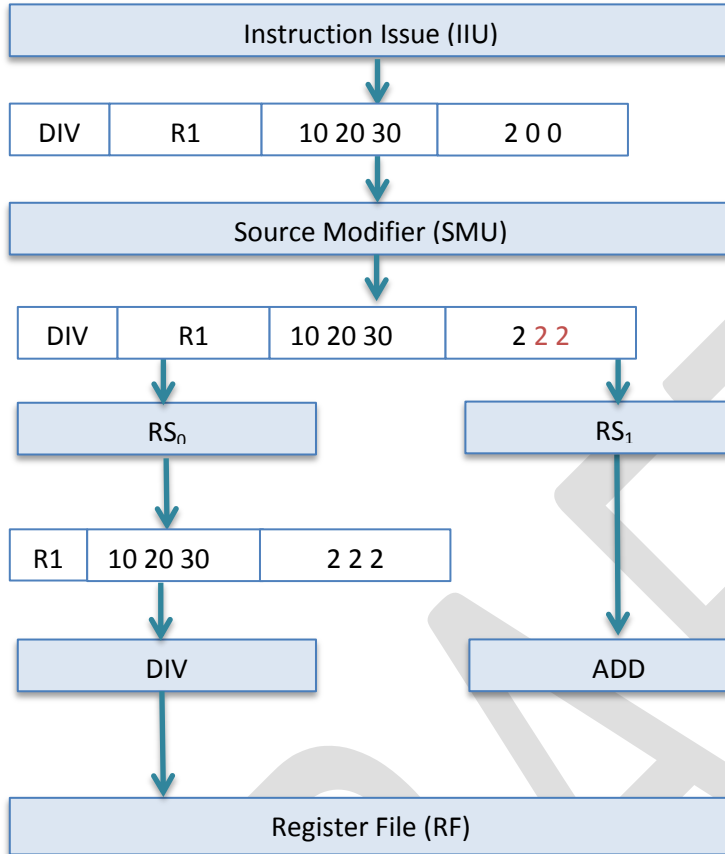 Instruction Issue (IIU)
DIV R1 10 20 30 2 0 0
Source Modifier (SMU)
DIV R1 10 20 30 2 2 2
RS₀ RS₁
R1 10 20 30 2 2 2
DIV ADD
Register File (RF)